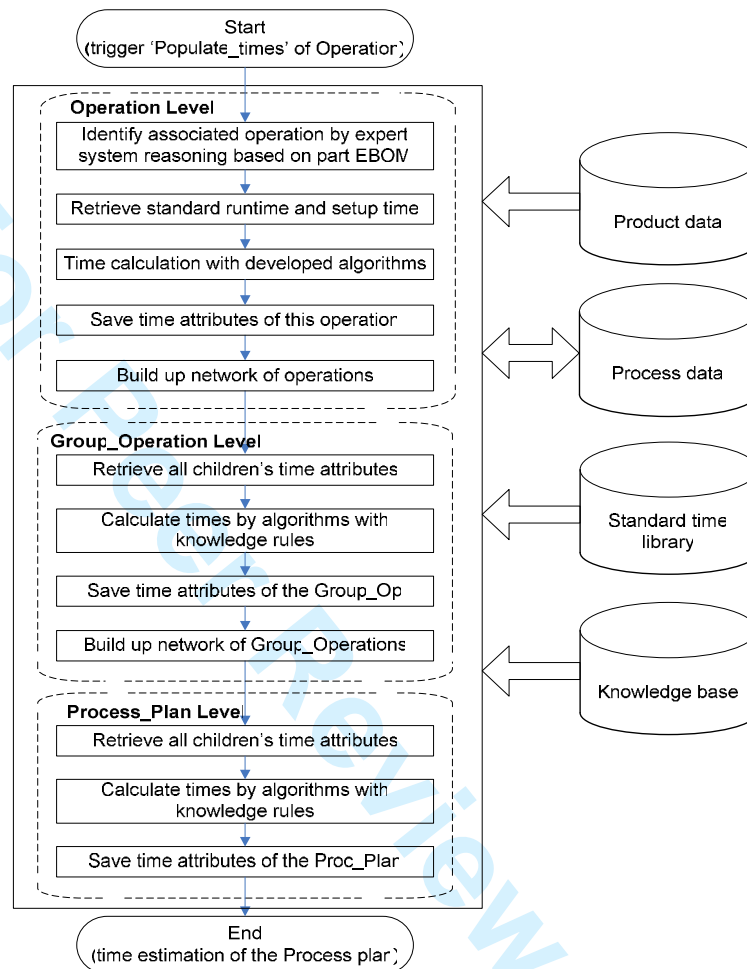 Start
(trigger 'Populate_times' of Operation)
Operation Level
Identify associated operation by expert
system reasoning based on part EBOM
Retrieve standard runtime and setup time
Time calculation with developed algorithms
Save time attributes of this operation
Build up network of operations
Group_Operation Level
Retrieve all children's time attributes
Calculate times by algorithms with
knowledge rules
Save time attributes of the Group_Op
Build up network of Group_Operations
Process_Plan Level
Retrieve all children's time attributes
Calculate times by algorithms with
knowledge rules
Save time attributes of the Proc_Plan
End
(time estimation of the Process plan)
Product data
Process data
Standard time
library
Knowledge base
For Peer Review